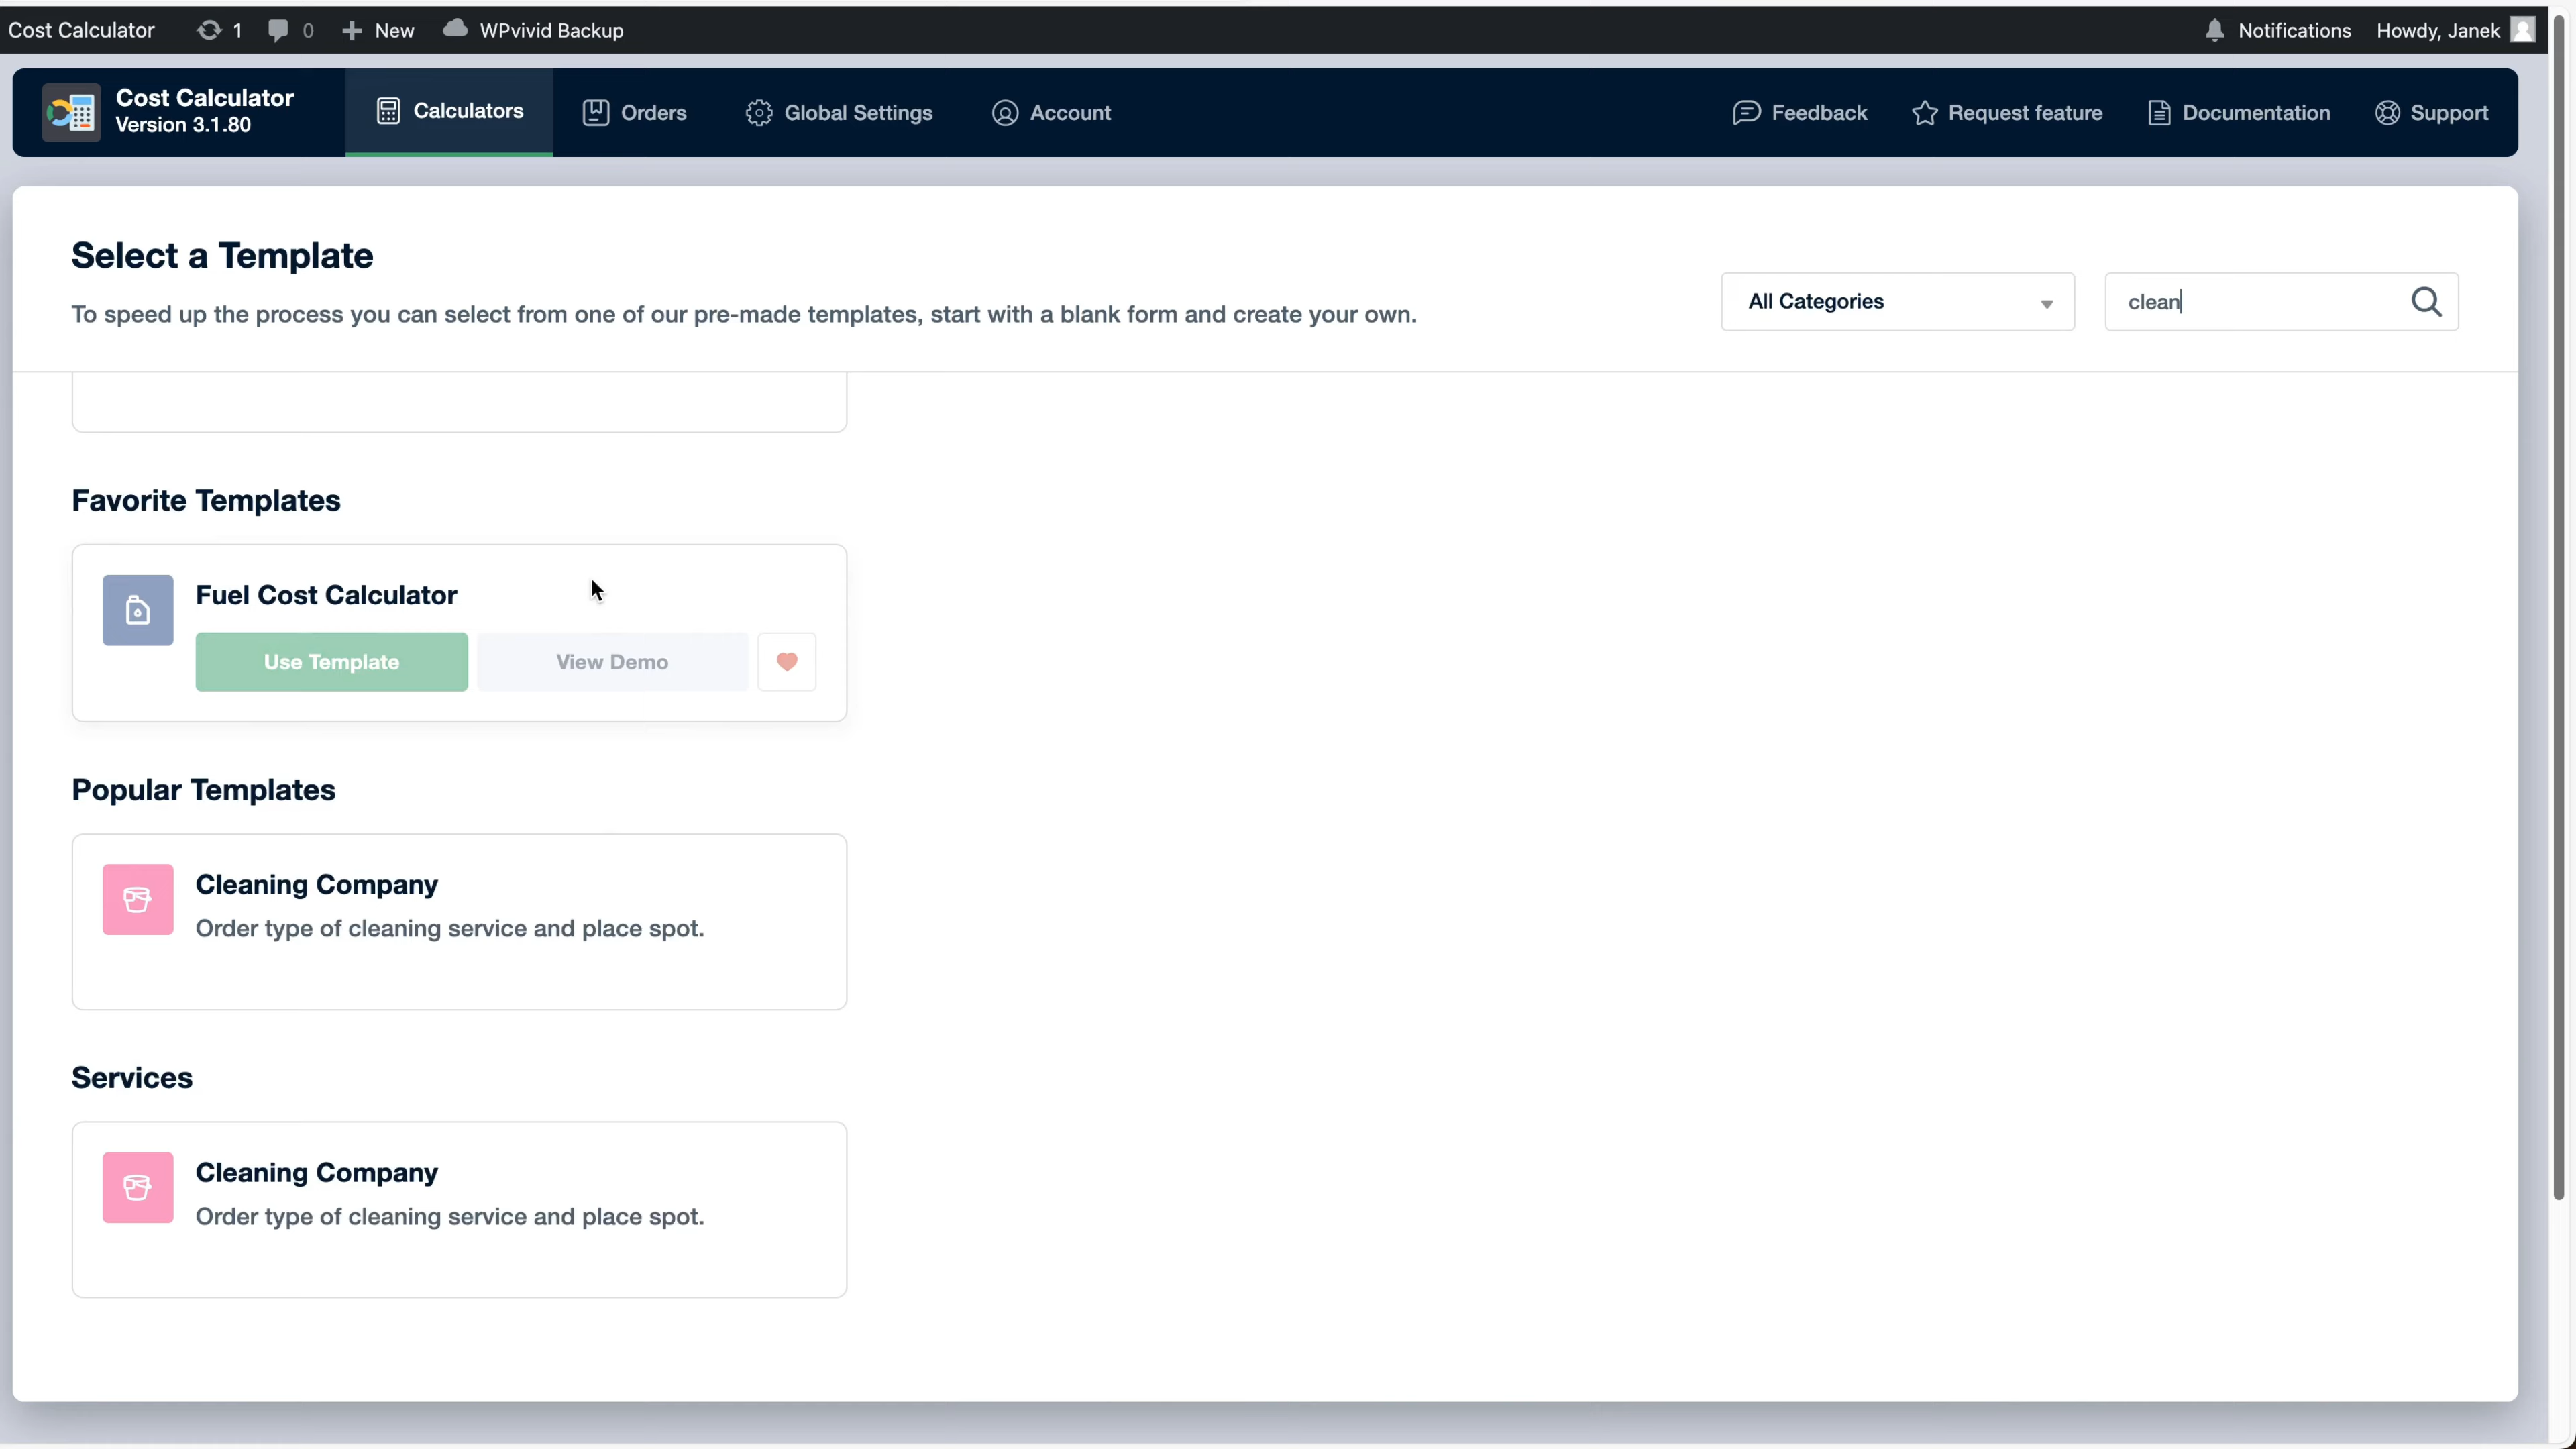 Cost Calculator 1 0 New WPvivid Backup Notifications Howdy, Janek
Cost Calculator
Version 3.1.80
Calculators Orders Global Settings Account Feedback Request feature Documentation Support
Select a Template
To speed up the process you can select from one of our pre-made templates, start with a blank form and create your own.
All Categories
clean
Favorite Templates
Fuel Cost Calculator
Use Template View Demo
Popular Templates
Cleaning Company
Order type of cleaning service and place spot.
Services
Cleaning Company
Order type of cleaning service and place spot.